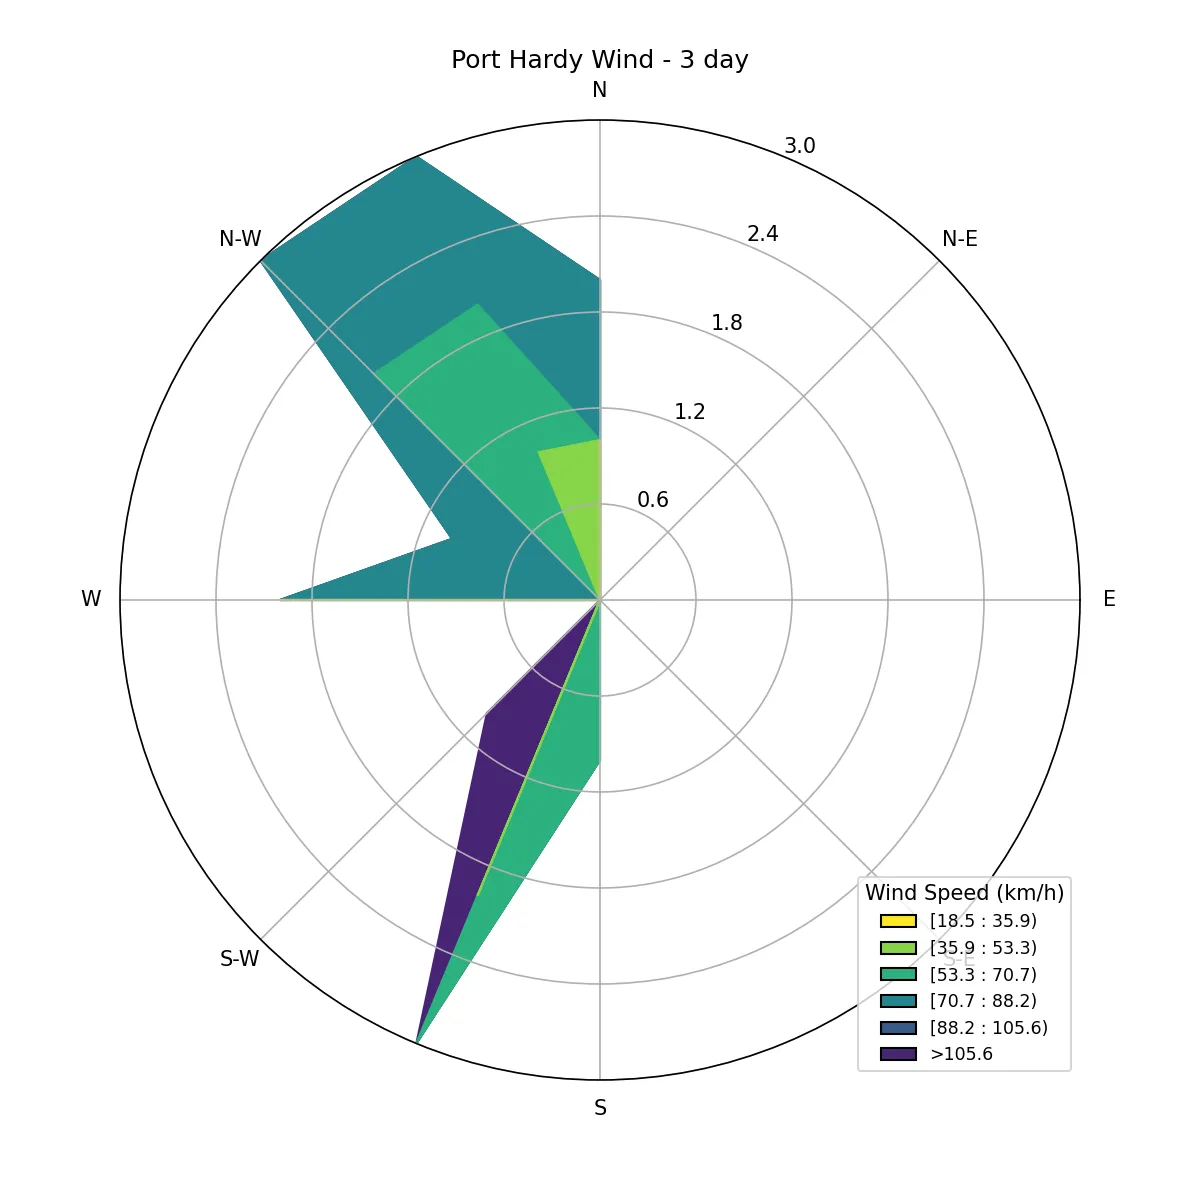 Port Hardy Wind - 3 day
N
3.0
N-W
2.4
N-E
1.8
1.2
0.6
W
E
S-W
S-E
S
Wind Speed (km/h)
[18.5 : 35.9)
[35.9 : 53.3)
[53.3 : 70.7)
[70.7 : 88.2)
[88.2 : 105.6)
>105.6